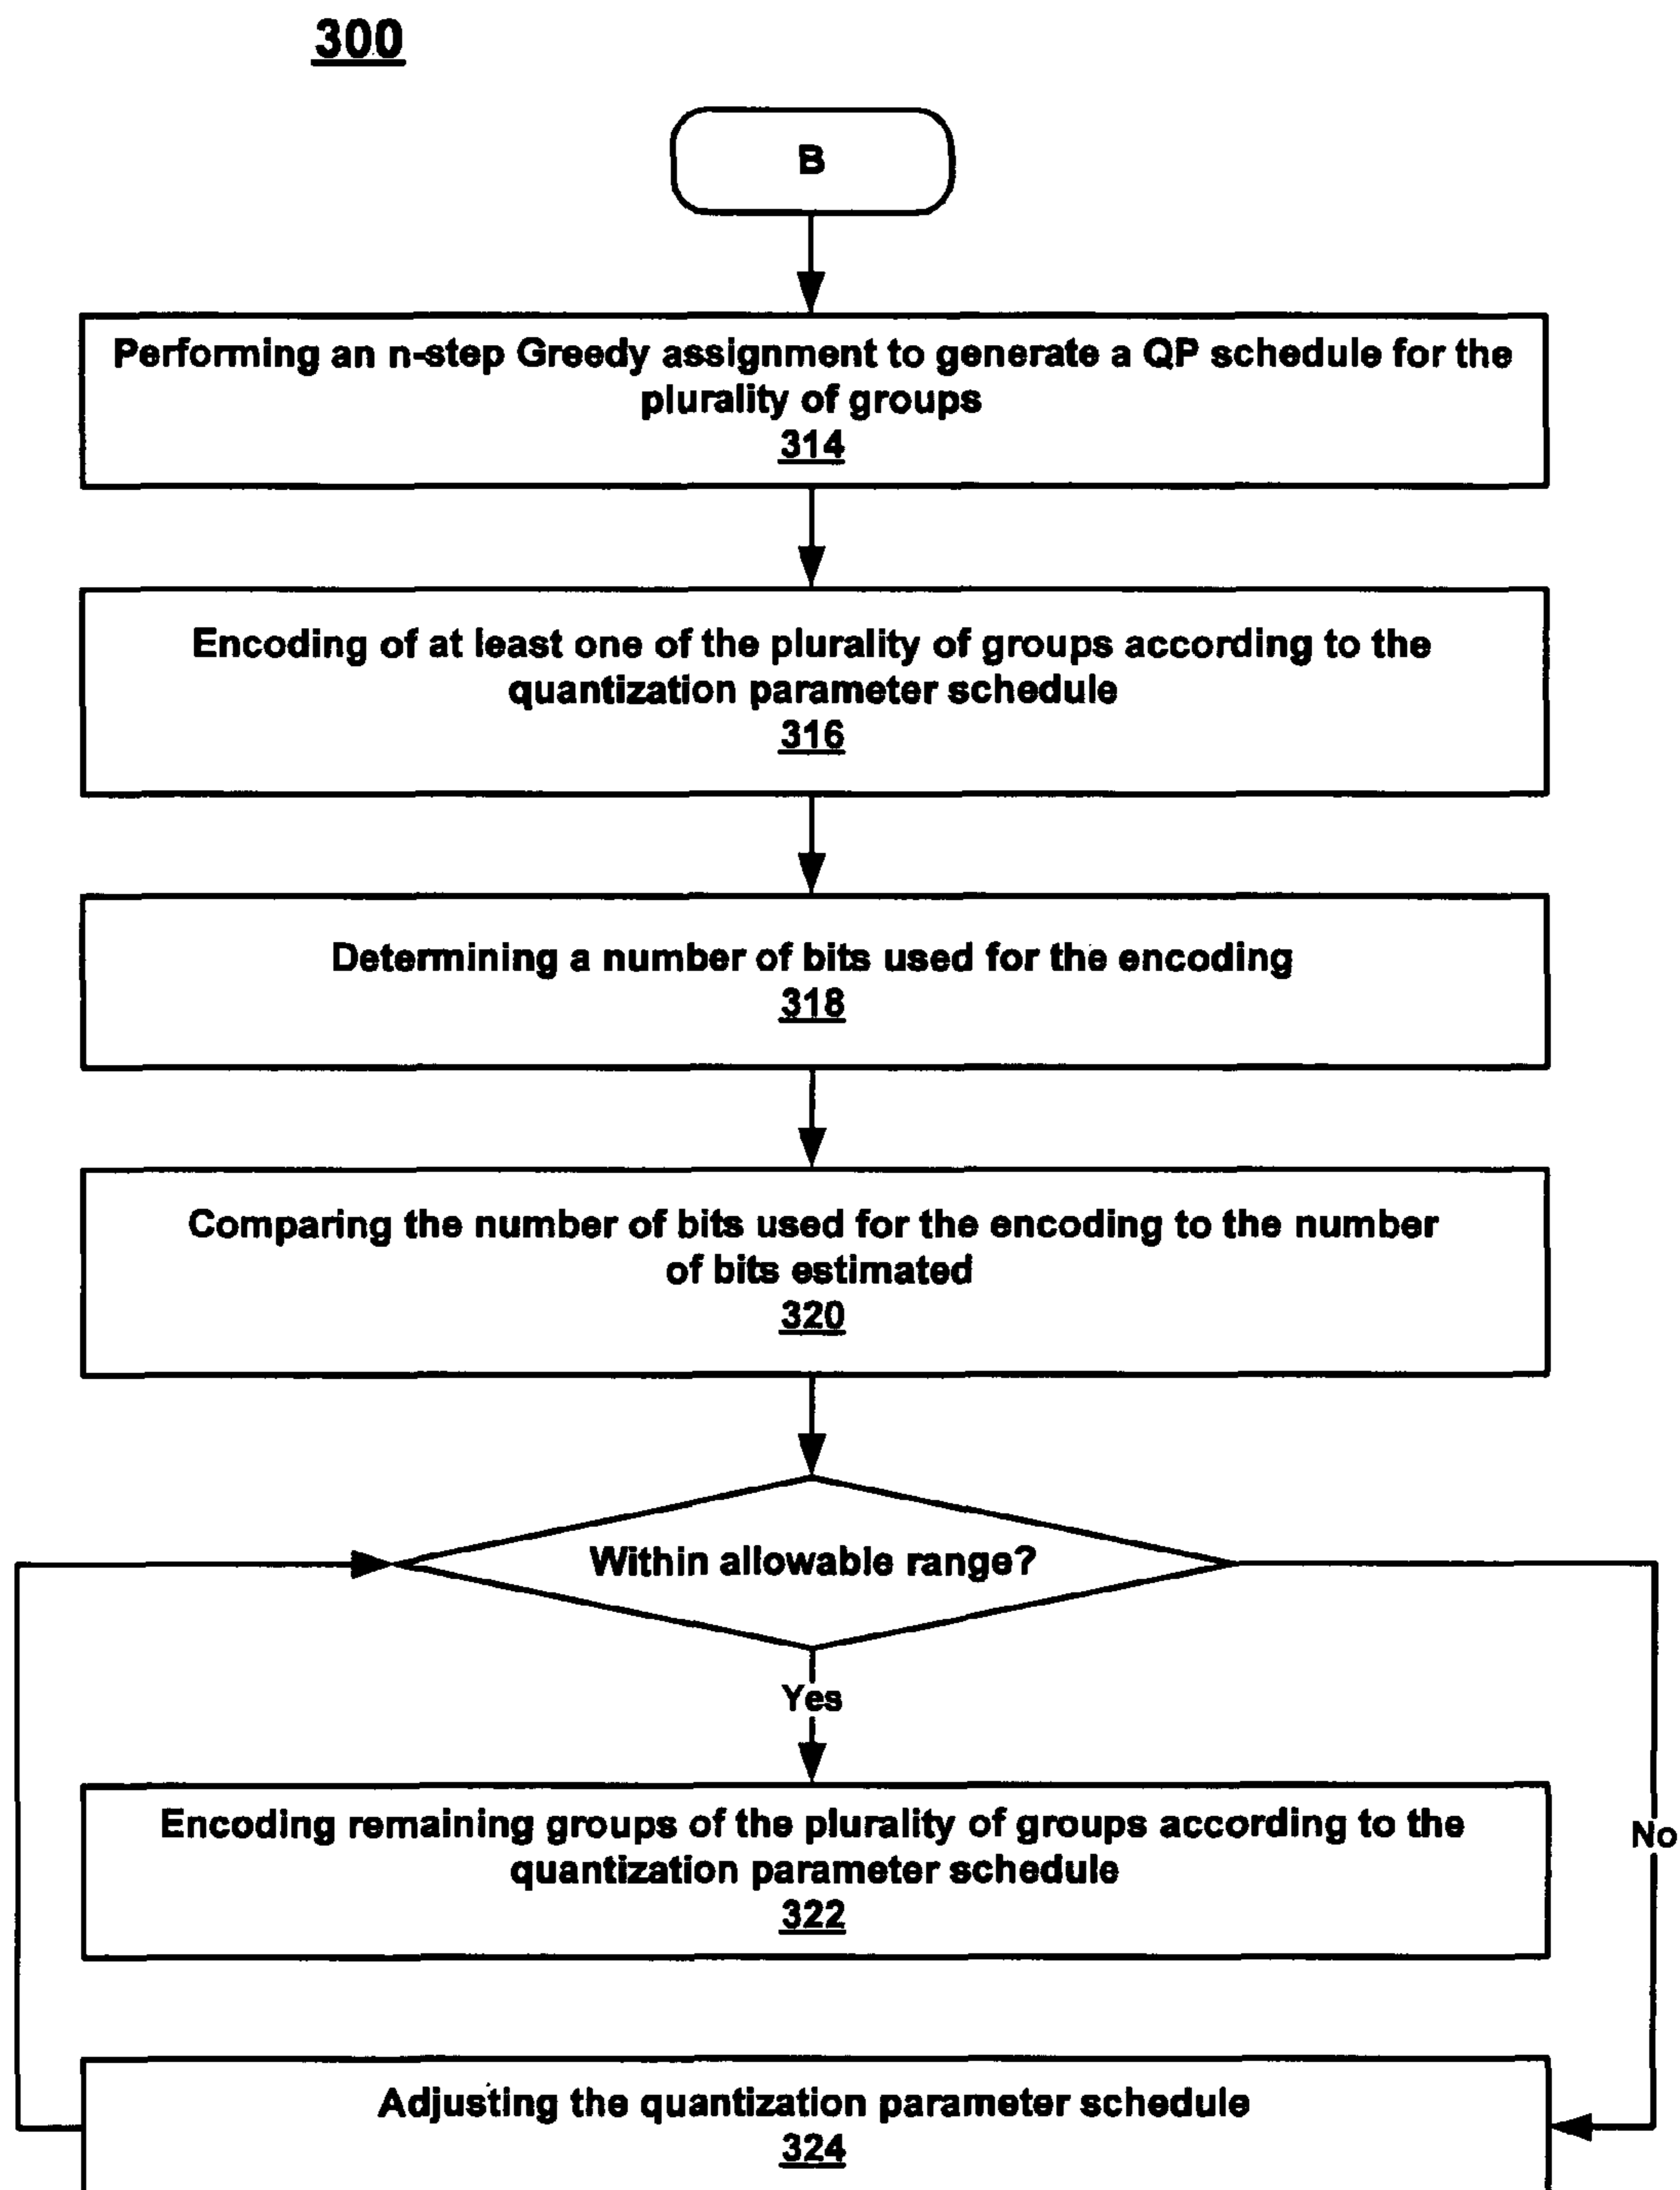 300
B
Performing an n-step Greedy assignment to generate a QP schedule for the
plurality of groups
314
Encoding of at least one of the plurality of groups according to the
quantization parameter schedule
316
Determining a number of bits used for the encoding
318
Comparing the number of bits used for the encoding to the number
of bits estimated
320
Within allowable range?
Yes
Encoding remaining groups of the plurality of groups according to the
quantization parameter schedule
322
No
Adjusting the quantization parameter schedule
324